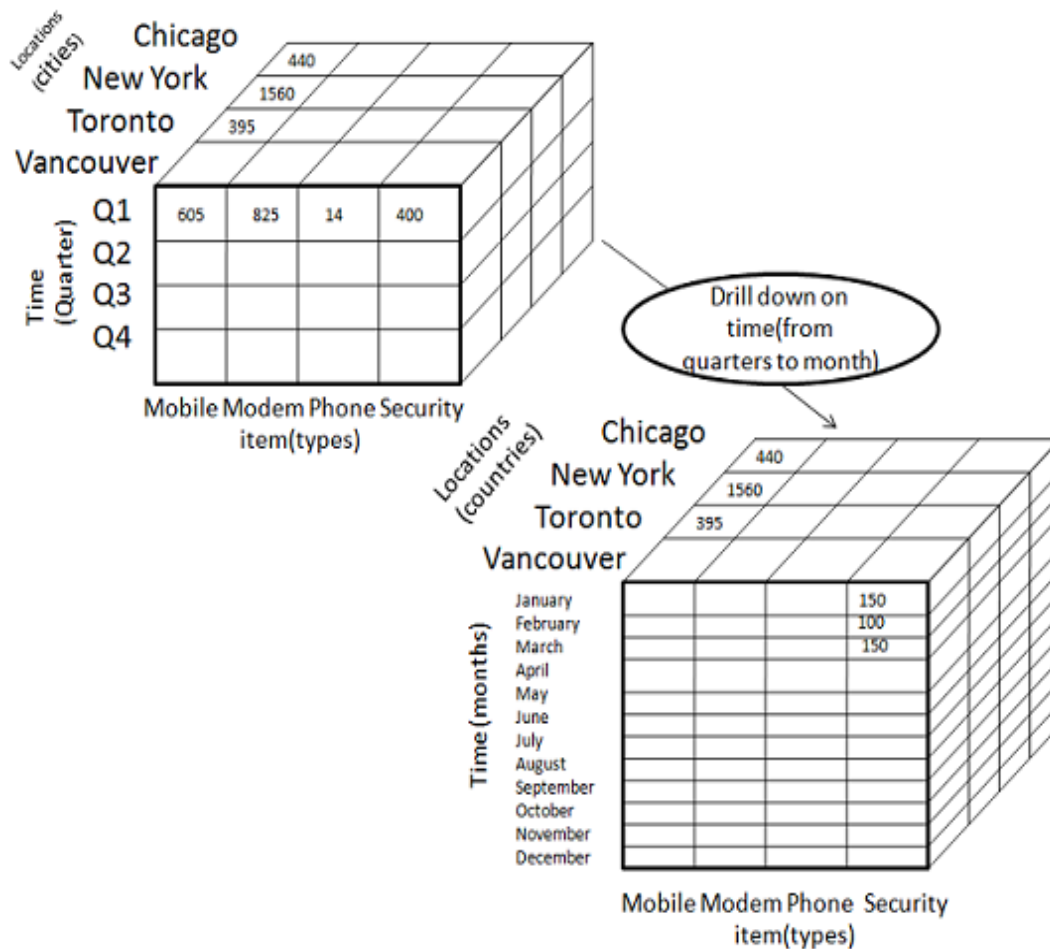 Locations
(cities)
Chicago
New York
Toronto
Vancouver
440
1560
395
Time
(Quarter)
Q1
Q2
Q3
Q4
605 825 14 400
Mobile Modem Phone Security
item(types)
Drill down on
time(from
quarters to month)
Locations
(countries)
Chicago
New York
Toronto
Vancouver
440
1560
395
Time (months)
January 150
February 100
March 150
April
May
June
July
August
September
October
November
December
Mobile Modem Phone Security
item(types)